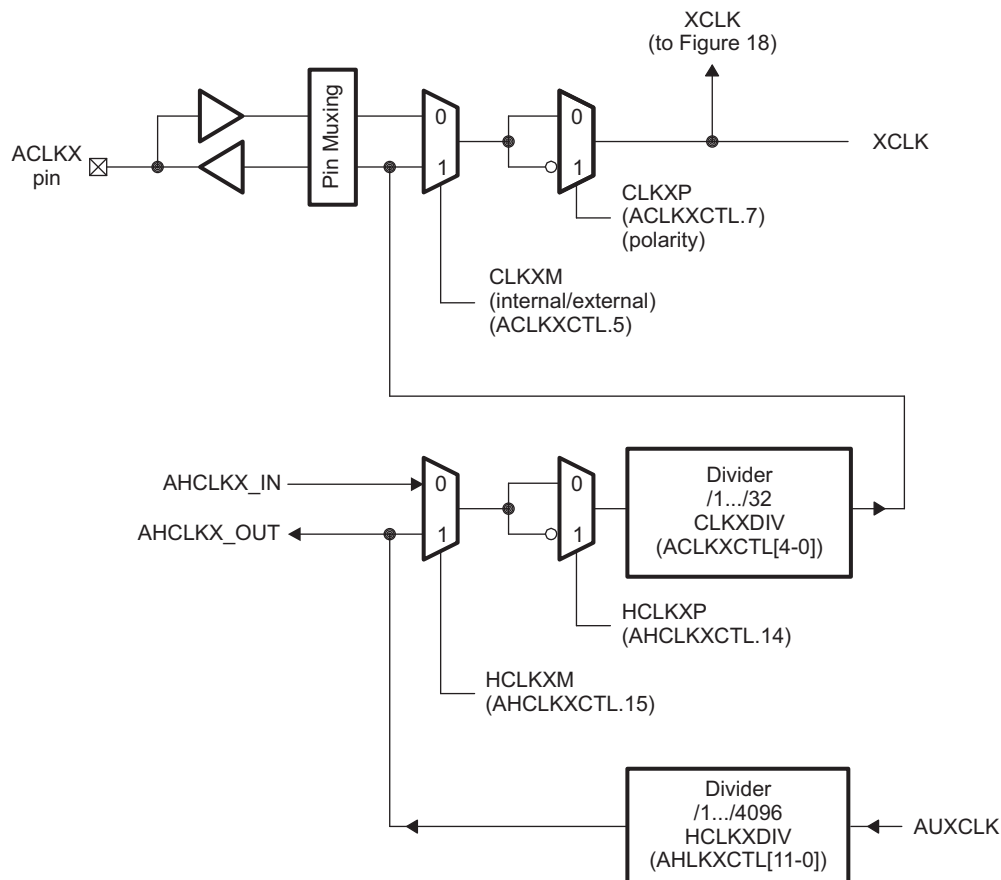 XCLK
(to Figure 18)
Pin Muxing
0
1
0
1
ACLKX
pin
XCLK
CLKXP
(ACLKXCTL.7)
(polarity)
CLKXM
(internal/external)
(ACLKXCTL.5)
AHCLKX_IN
AHCLKX_OUT
0
1
0
1
Divider
/1.../32
CLKXDIV
(ACLKXCTL[4-0])
HCLKXP
(AHCLKXCTL.14)
HCLKXM
(AHCLKXCTL.15)
Divider
/1.../4096
HCLKXDIV
(AHLKXCTL[11-0])
AUXCLK